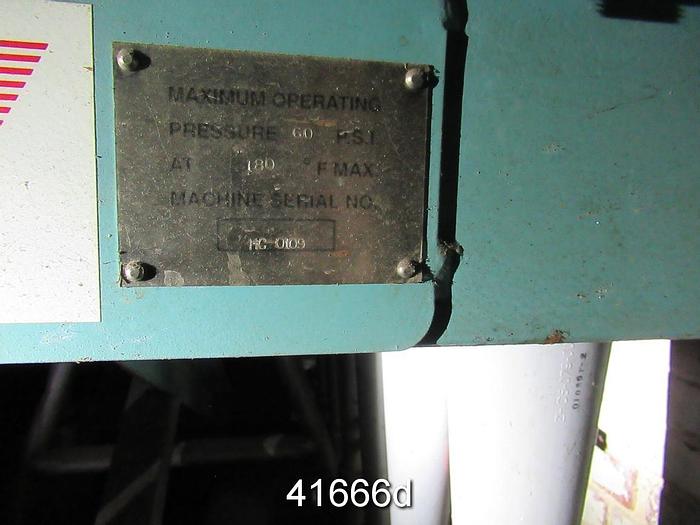 MAXIMUM OPERATING
PRESSURE 60 P.S.I.
AT 180 °F MAX.
MACHINE SERIAL NO.
HG 0109
41666d